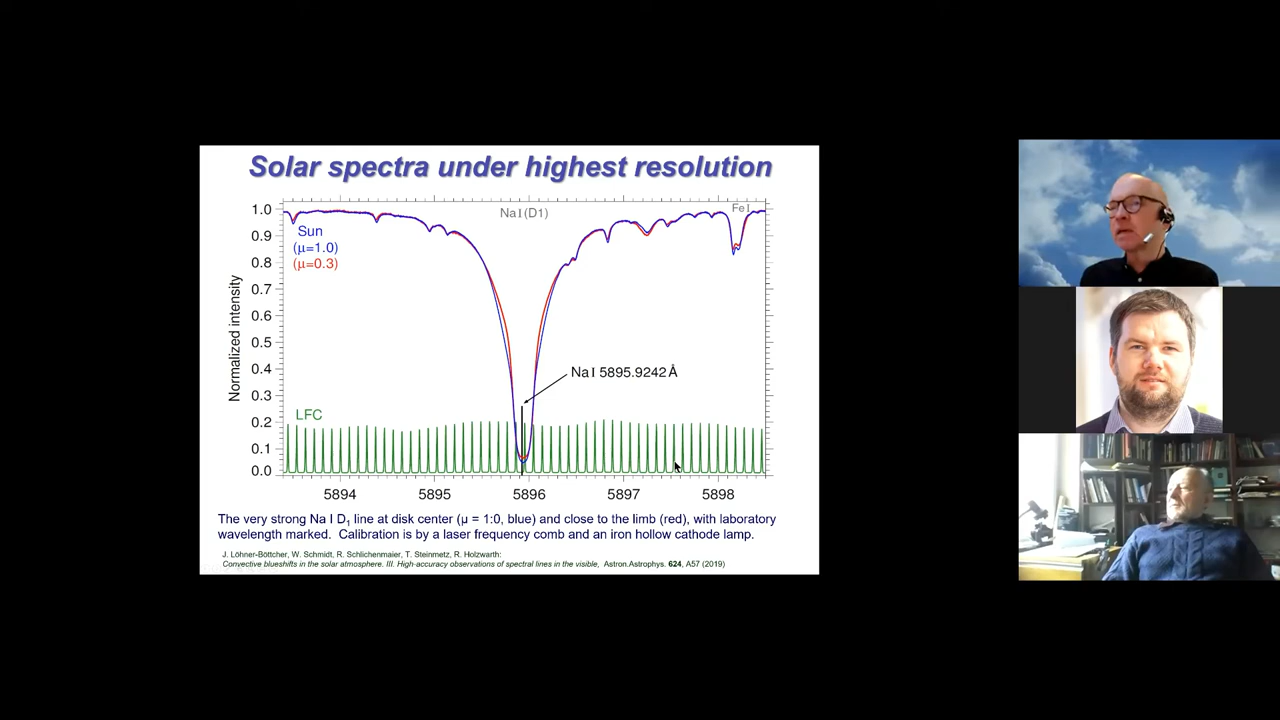 Solar spectra under highest resolution
1.0
0.9
0.8
0.7
0.6
0.5
0.4
0.3
0.2
0.1
0.0
Normalized intensity
Na I (D1)
Fe I
Sun
(μ=1.0)
(μ=0.3)
Na I 5895.9242 Å
LFC
5894 5895 5896 5897 5898
The very strong Na I D1 line at disk center (μ = 1:0, blue) and close to the limb (red), with laboratory
wavelength marked. Calibration is by a laser frequency comb and an iron hollow cathode lamp.
J. Löhner-Böttcher, W. Schmidt, R. Schlichenmaier, T. Steinmetz, R. Holzwarth:
Convective blueshifts in the solar atmosphere. III. High-accuracy observations of spectral lines in the visible, Astron.Astrophys. 624, A57 (2019)